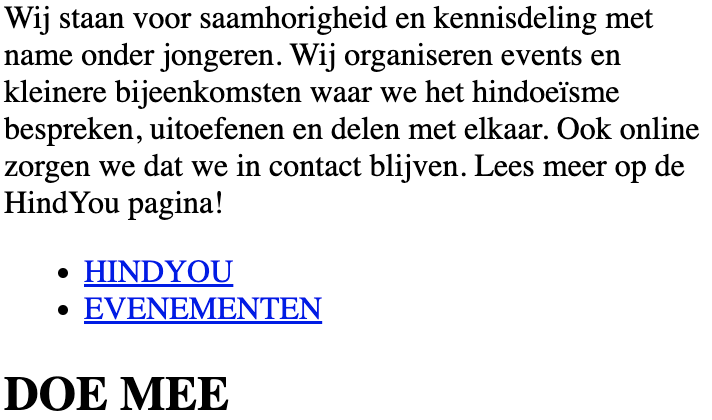 Wij staan voor saamhorigheid en kennisdeling met
name onder jongeren. Wij organiseren events en
kleinere bijeenkomsten waar we het hindoeïsme
bespreken, uitoefenen en delen met elkaar. Ook online
zorgen we dat we in contact blijven. Lees meer op de
HindYou pagina!
• HINDYOU
• EVENEMENTEN
DOE MEE